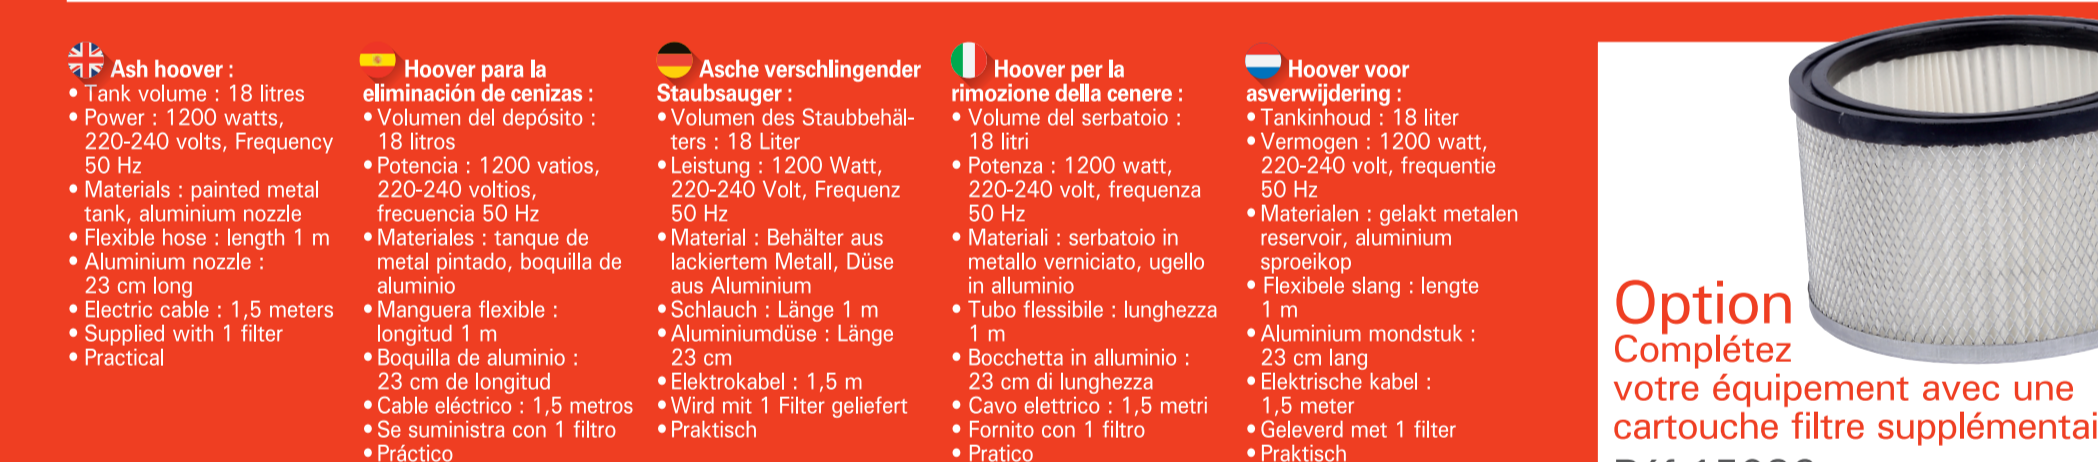 Ash hoover :
• Tank volume : 18 litres
• Power : 1200 watts,
220-240 volts, Frequency
50 Hz
• Materials : painted metal
tank, aluminium nozzle
• Flexible hose : length 1 m
• Aluminium nozzle :
23 cm long
• Electric cable : 1,5 meters
• Supplied with 1 filter
• Practical
Hoover para la
eliminación de cenizas :
• Volumen del depósito :
18 litros
• Potencia : 1200 vatios,
220-240 voltios,
frecuencia 50 Hz
• Materiales : tanque de
metal pintado, boquilla de
aluminio
• Manguera flexible :
longitud 1 m
• Boquilla de aluminio :
23 cm de longitud
• Cable eléctrico : 1,5 metros
• Se suministra con 1 filtro
• Práctico
Asche verschlingender
Staubsauger :
• Volumen des Staubbehäl-
ters : 18 Liter
• Leistung : 1200 Watt,
220-240 Volt, Frequenz
50 Hz
• Material : Behälter aus
lackiertem Metall, Düse
aus Aluminium
• Schlauch : Länge 1 m
• Aluminiumdüse : Länge
23 cm
• Elektrokabel : 1,5 m
• Wird mit 1 Filter geliefert
• Praktisch
Hoover per la
rimozione della cenere :
• Volume del serbatoio :
18 litri
• Potenza : 1200 watt,
220-240 volt, frequenza
50 Hz
• Materiali : serbatoio in
metallo verniciato, ugello
in alluminio
• Tubo flessibile : lunghezza
1 m
• Bocchetta in alluminio :
23 cm di lunghezza
• Cavo elettrico : 1,5 metri
• Fornito con 1 filtro
• Pratico
Hoover voor
asverwijdering :
• Tankinhoud : 18 liter
• Vermogen : 1200 watt,
220-240 volt, frequentie
50 Hz
• Materialen : gelakt metalen
reservoir, aluminium
sproeikop
• Flexibele slang : lengte
1 m
• Aluminium mondstuk :
23 cm lang
• Elektrische kabel :
1,5 meter
• Geleverd met 1 filter
• Praktisch
Option
Complétez
votre équipement avec une
cartouche filtre supplémentai